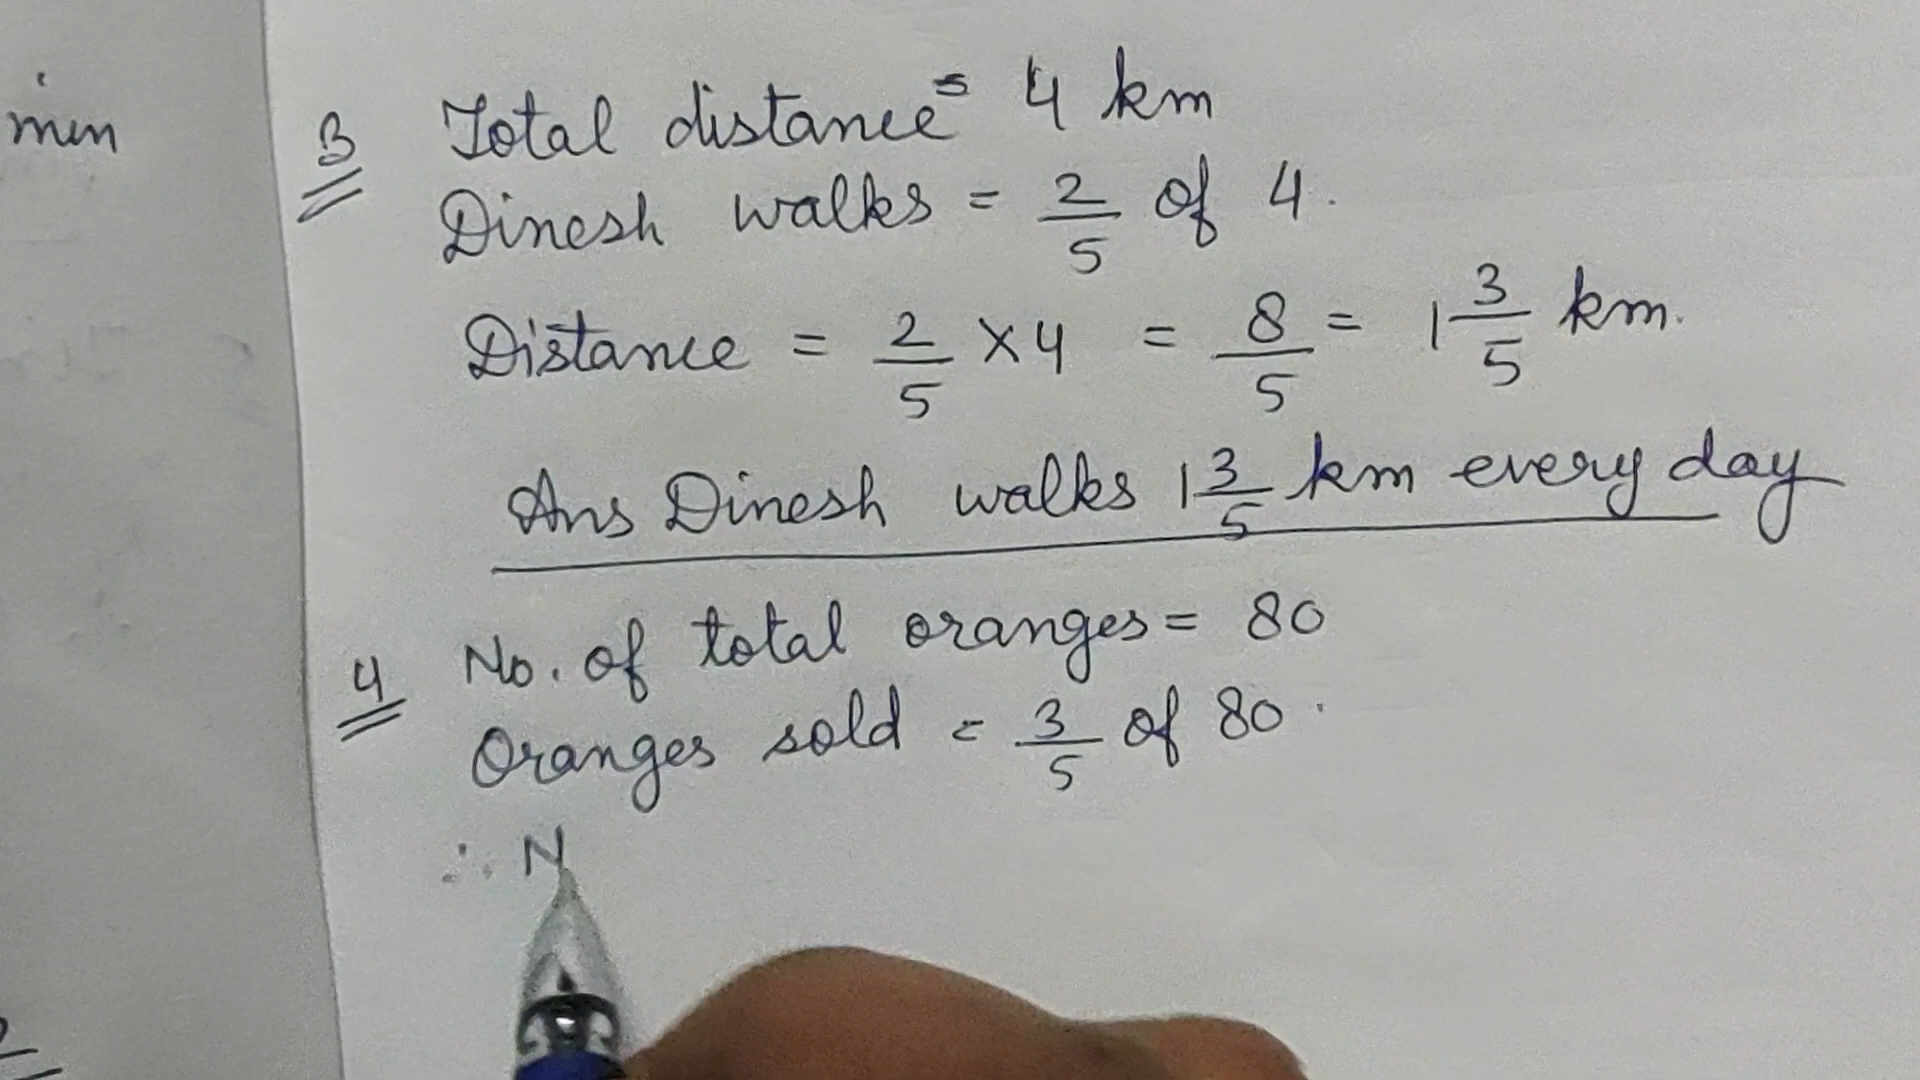 min
3 Total distance = 4 km
Dinesh walks = 2/5 of 4.
Distance = 2/5 × 4 = 8/5 = 1 3/5 km.
Ans Dinesh walks 1 3/5 km every day
4 No. of total oranges = 80
Oranges sold = 3/5 of 80.
∴ N